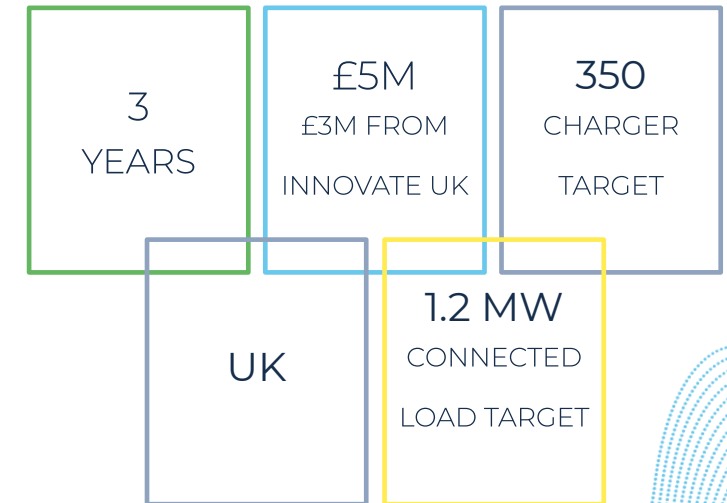 3
YEARS
£5M
£3M FROM
INNOVATE UK
350
CHARGER
TARGET
UK
1.2 MW
CONNECTED
LOAD TARGET